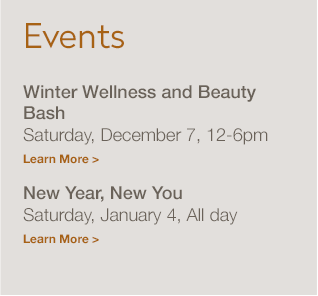 Events
Winter Wellness and Beauty
Bash
Saturday, December 7, 12-6pm
Learn More >
New Year, New You
Saturday, January 4, All day
Learn More >